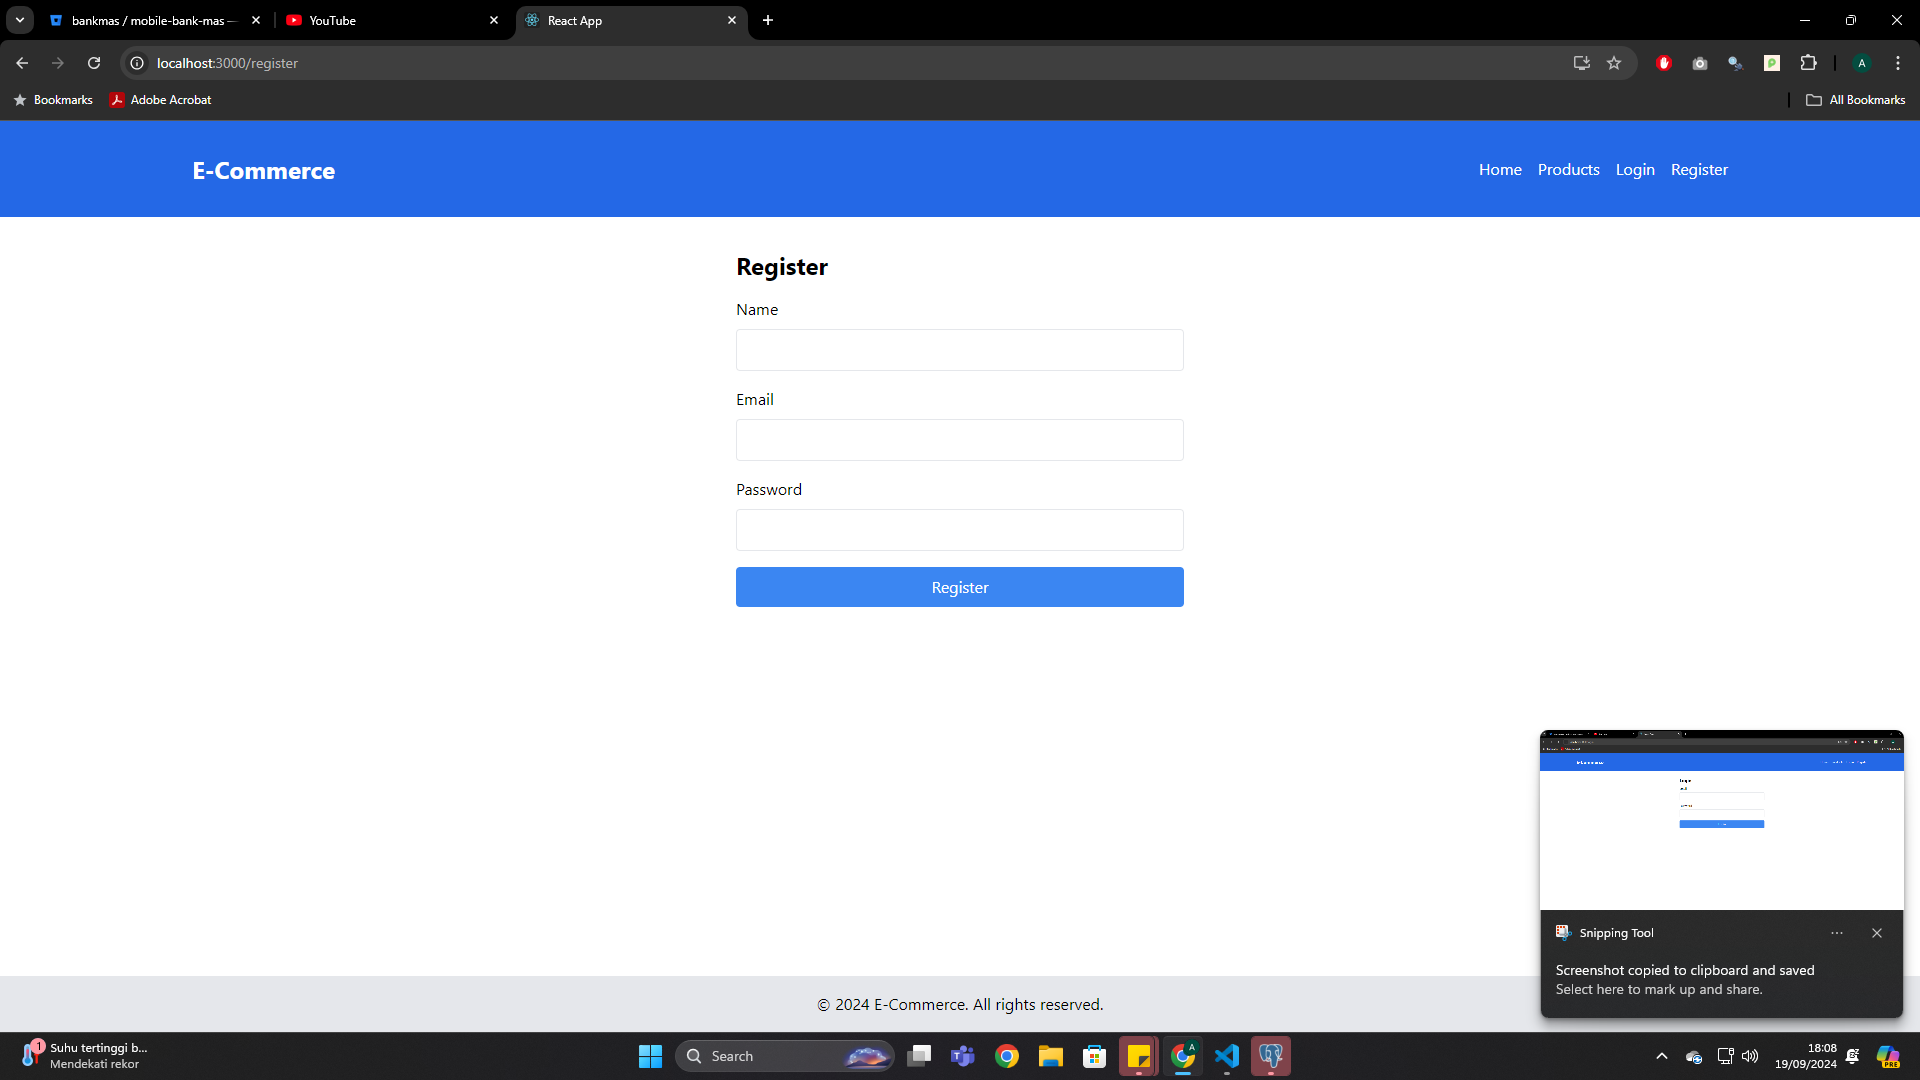 bankmas / mobile-bank-mas —
YouTube
React App
localhost:3000/register
A
Bookmarks
Adobe Acrobat
All Bookmarks
E-Commerce
Home
Products
Login
Register
Register
Name
Email
Password
Register
Snipping Tool
Screenshot copied to clipboard and saved
Select here to mark up and share.
© 2024 E-Commerce. All rights reserved.
1
Suhu tertinggi b...
Mendekati rekor
Search
A
18:08
19/09/2024
PRE